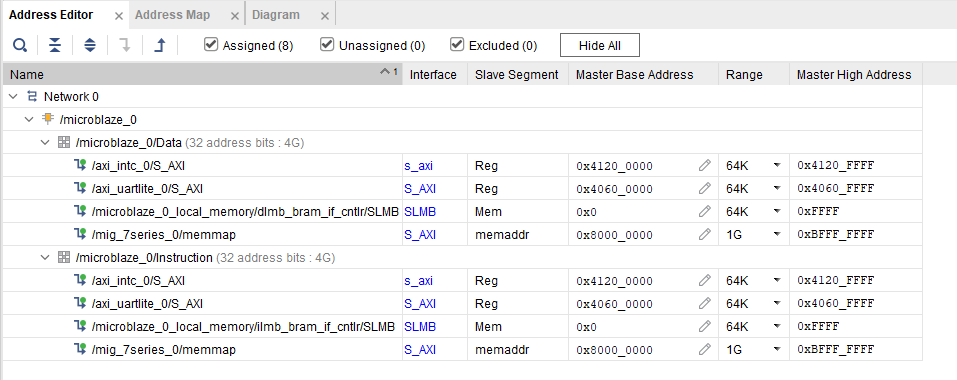 Address Editor × Address Map × Diagram ×
Assigned (8) Unassigned (0) Excluded (0) Hide All
Name 1 Interface Slave Segment Master Base Address Range Master High Address
Network 0
/microblaze_0
/microblaze_0/Data (32 address bits : 4G)
/axi_intc_0/S_AXI s_axi Reg 0x4120_0000 64K 0x4120_FFFF
/axi_uartlite_0/S_AXI S_AXI Reg 0x4060_0000 64K 0x4060_FFFF
/microblaze_0_local_memory/dlmb_bram_if_cntlr/SLMB SLMB Mem 0x0 64K 0xFFFF
/mig_7series_0/memmap S_AXI memaddr 0x8000_0000 1G 0xBFFF_FFFF
/microblaze_0/Instruction (32 address bits : 4G)
/axi_intc_0/S_AXI s_axi Reg 0x4120_0000 64K 0x4120_FFFF
/axi_uartlite_0/S_AXI S_AXI Reg 0x4060_0000 64K 0x4060_FFFF
/microblaze_0_local_memory/ilmb_bram_if_cntlr/SLMB SLMB Mem 0x0 64K 0xFFFF
/mig_7series_0/memmap S_AXI memaddr 0x8000_0000 1G 0xBFFF_FFFF